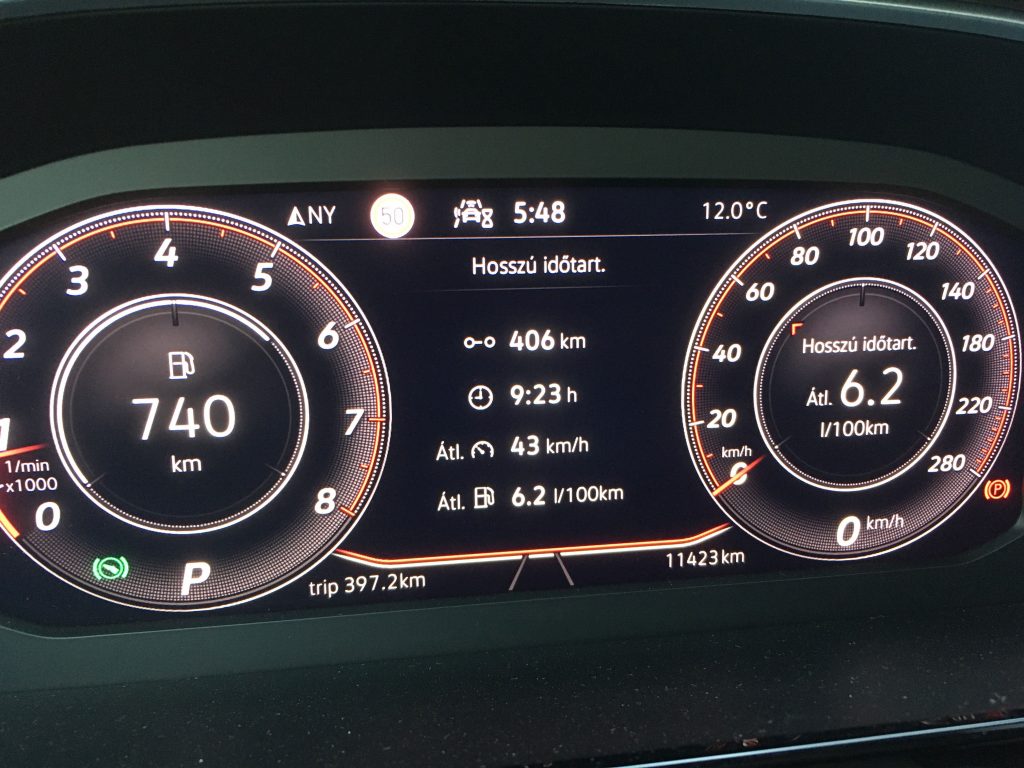 NY
50
5:48
12.0°C
Hosszú időtart.
406 km
9:23 h
Átl. 43 km/h
Átl. 6.2 l/100km
0
1
2
3
4
5
6
7
8
1/min
x1000
740
km
P
trip 397.2km
11423km
km/h
0
20
40
60
80
100
120
140
180
220
280
Hosszú időtart.
Átl. 6.2
l/100km
0 km/h
P